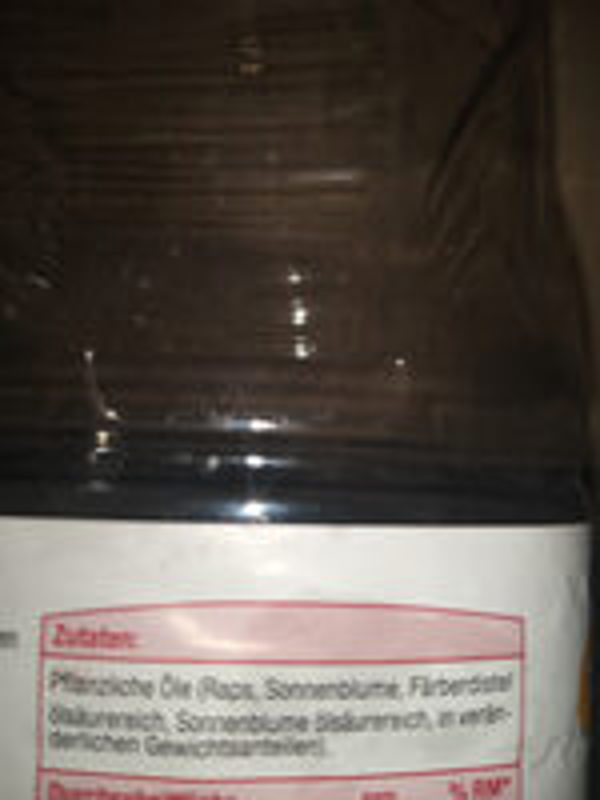 Zutaten:
Pflanzliche Öle (Raps, Sonnenblume, Färberdistel
ölsäurereich, Sonnenblume ölsäurereich, in verän-
derlichen Gewichtsanteilen).
% RM*